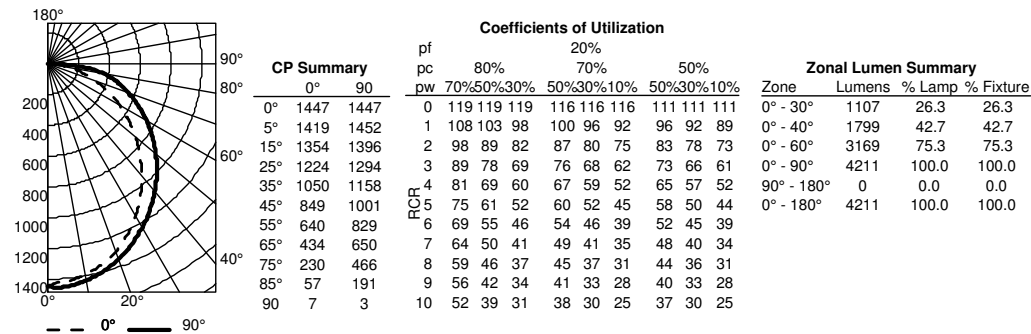 180°
90°
80°
60°
40°
200
400
600
800
1000
1200
1400
0° 20°
0° 90°
CP Summary
0° 90
0° 1447 1447
5° 1419 1452
15° 1354 1396
25° 1224 1294
35° 1050 1158
45° 849 1001
55° 640 829
65° 434 650
75° 230 466
85° 57 191
90 7 3
Coefficients of Utilization
pf 20%
pc 80% 70% 50%
pw 70%50%30% 50%30%10% 50%30%10%
RCR
0 119 119 119 116 116 116 111 111 111
1 108 103 98 100 96 92 96 92 89
2 98 89 82 87 80 75 83 78 73
3 89 78 69 76 68 62 73 66 61
4 81 69 60 67 59 52 65 57 52
5 75 61 52 60 52 45 58 50 44
6 69 55 46 54 46 39 52 45 39
7 64 50 41 49 41 35 48 40 34
8 59 46 37 45 37 31 44 36 31
9 56 42 34 41 33 28 40 33 28
10 52 39 31 38 30 25 37 30 25
Zonal Lumen Summary
Zone Lumens % Lamp % Fixture
0° - 30° 1107 26.3 26.3
0° - 40° 1799 42.7 42.7
0° - 60° 3169 75.3 75.3
0° - 90° 4211 100.0 100.0
90° - 180° 0 0.0 0.0
0° - 180° 4211 100.0 100.0